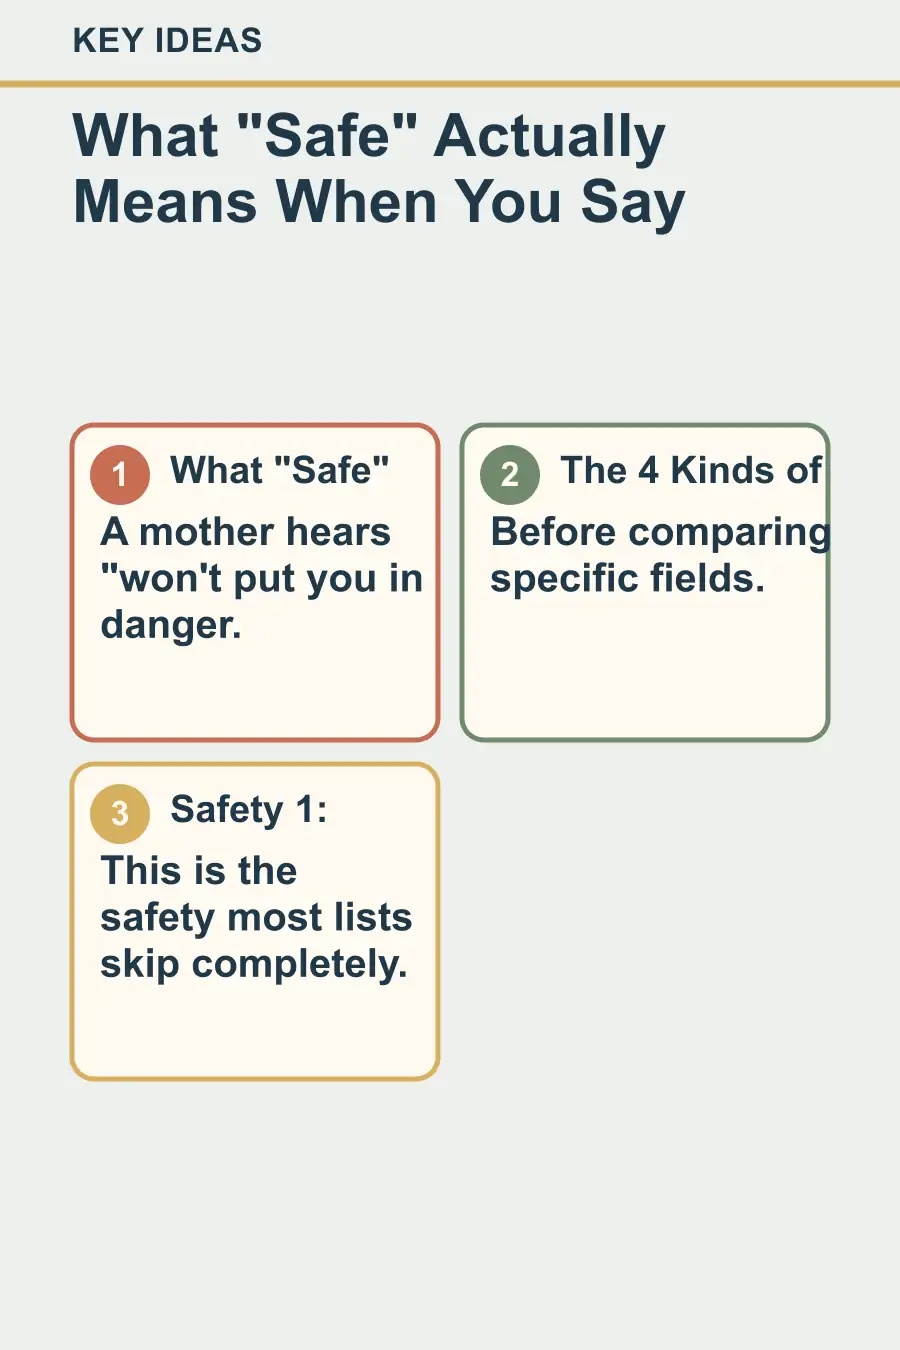 KEY IDEAS
What "Safe" Actually
Means When You Say
1
What "Safe"
A mother hears
"won't put you in
danger.
2
The 4 Kinds of
Before comparing
specific fields.
3
Safety 1:
This is the
safety most lists
skip completely.